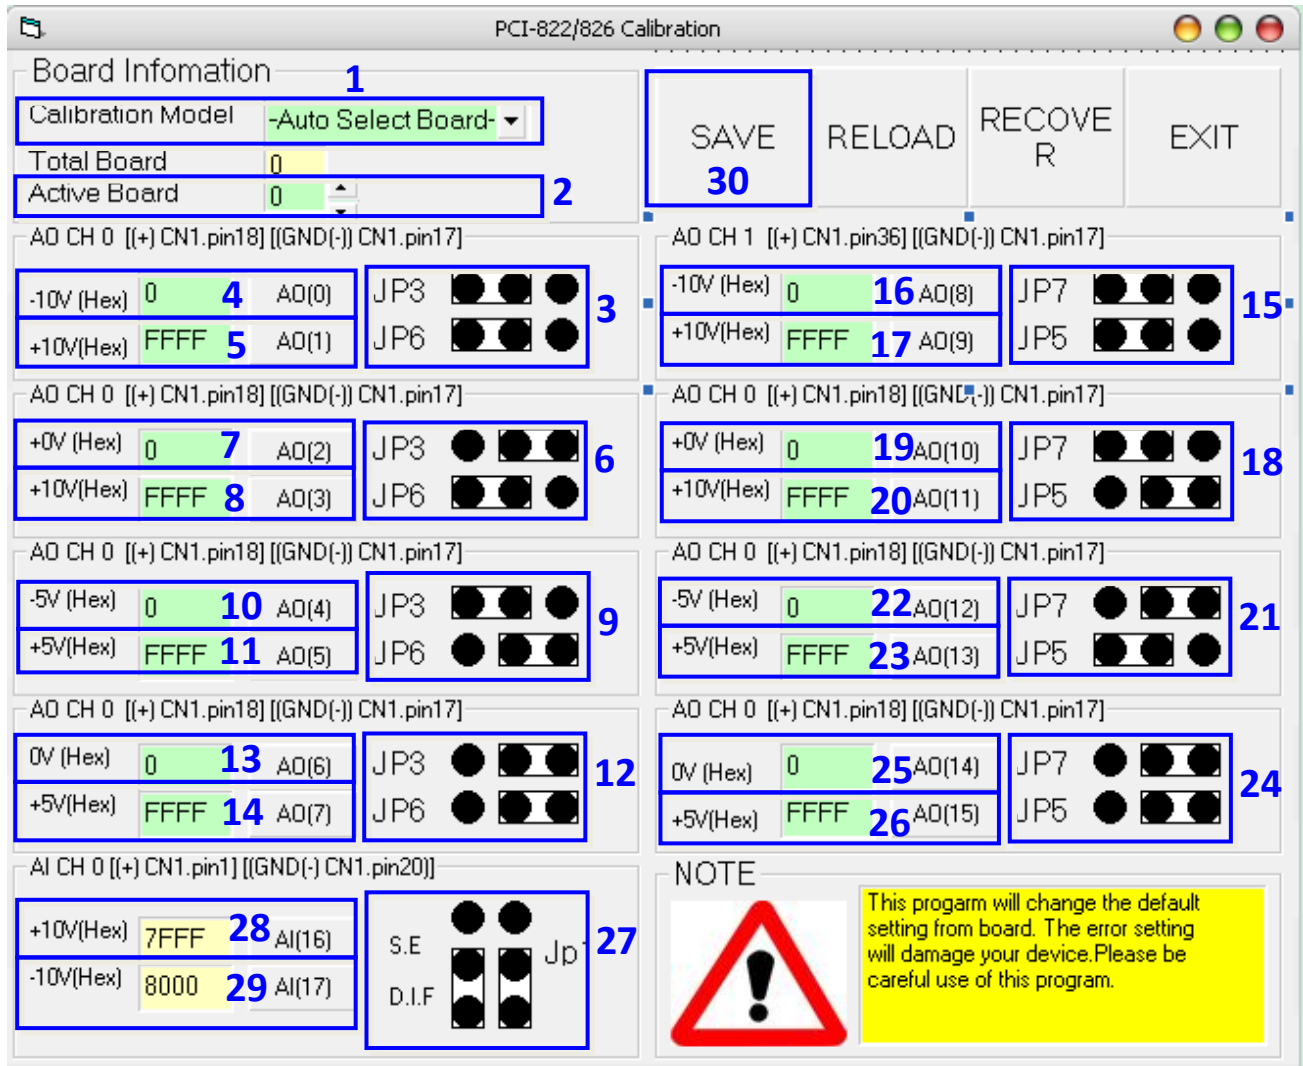 PCI-822/826 Calibration
Board Infomation
1
Calibration Model -Auto Select Board-
Total Board 0
Active Board 0 2
SAVE
30
RELOAD
RECOVE
R
EXIT
AO CH 0 [(+) CN1.pin18] [(GND(-)) CN1.pin17]
-10V (Hex) 0 4 AO(0)
+10V(Hex) FFFF 5 AO(1)
JP3
JP6
3
AO CH 1 [(+) CN1.pin36] [(GND(-)) CN1.pin17]
-10V (Hex) 0 16 AO(8)
+10V(Hex) FFFF 17 AO(9)
JP7
JP5
15
AO CH 0 [(+) CN1.pin18] [(GND(-)) CN1.pin17]
+0V (Hex) 0 7 AO(2)
+10V(Hex) FFFF 8 AO(3)
JP3
JP6
6
AO CH 0 [(+) CN1.pin18] [(GND(-)) CN1.pin17]
+0V (Hex) 0 19 AO(10)
+10V(Hex) FFFF 20 AO(11)
JP7
JP5
18
AO CH 0 [(+) CN1.pin18] [(GND(-)) CN1.pin17]
-5V (Hex) 0 10 AO(4)
+5V(Hex) FFFF 11 AO(5)
JP3
JP6
9
AO CH 0 [(+) CN1.pin18] [(GND(-)) CN1.pin17]
-5V (Hex) 0 22 AO(12)
+5V(Hex) FFFF 23 AO(13)
JP7
JP5
21
AO CH 0 [(+) CN1.pin18] [(GND(-)) CN1.pin17]
0V (Hex) 0 13 AO(6)
+5V(Hex) FFFF 14 AO(7)
JP3
JP6
12
AO CH 0 [(+) CN1.pin18] [(GND(-)) CN1.pin17]
0V (Hex) 0 25 AO(14)
+5V(Hex) FFFF 26 AO(15)
JP7
JP5
24
AI CH 0 [(+) CN1.pin1] [(GND(-) CN1.pin20)]
+10V(Hex) 7FFF 28 AI(16)
-10V(Hex) 8000 29 AI(17)
S.E
D.I.F
27
NOTE
This progarm will change the default
setting from board. The error setting
will damage your device.Please be
careful use of this program.